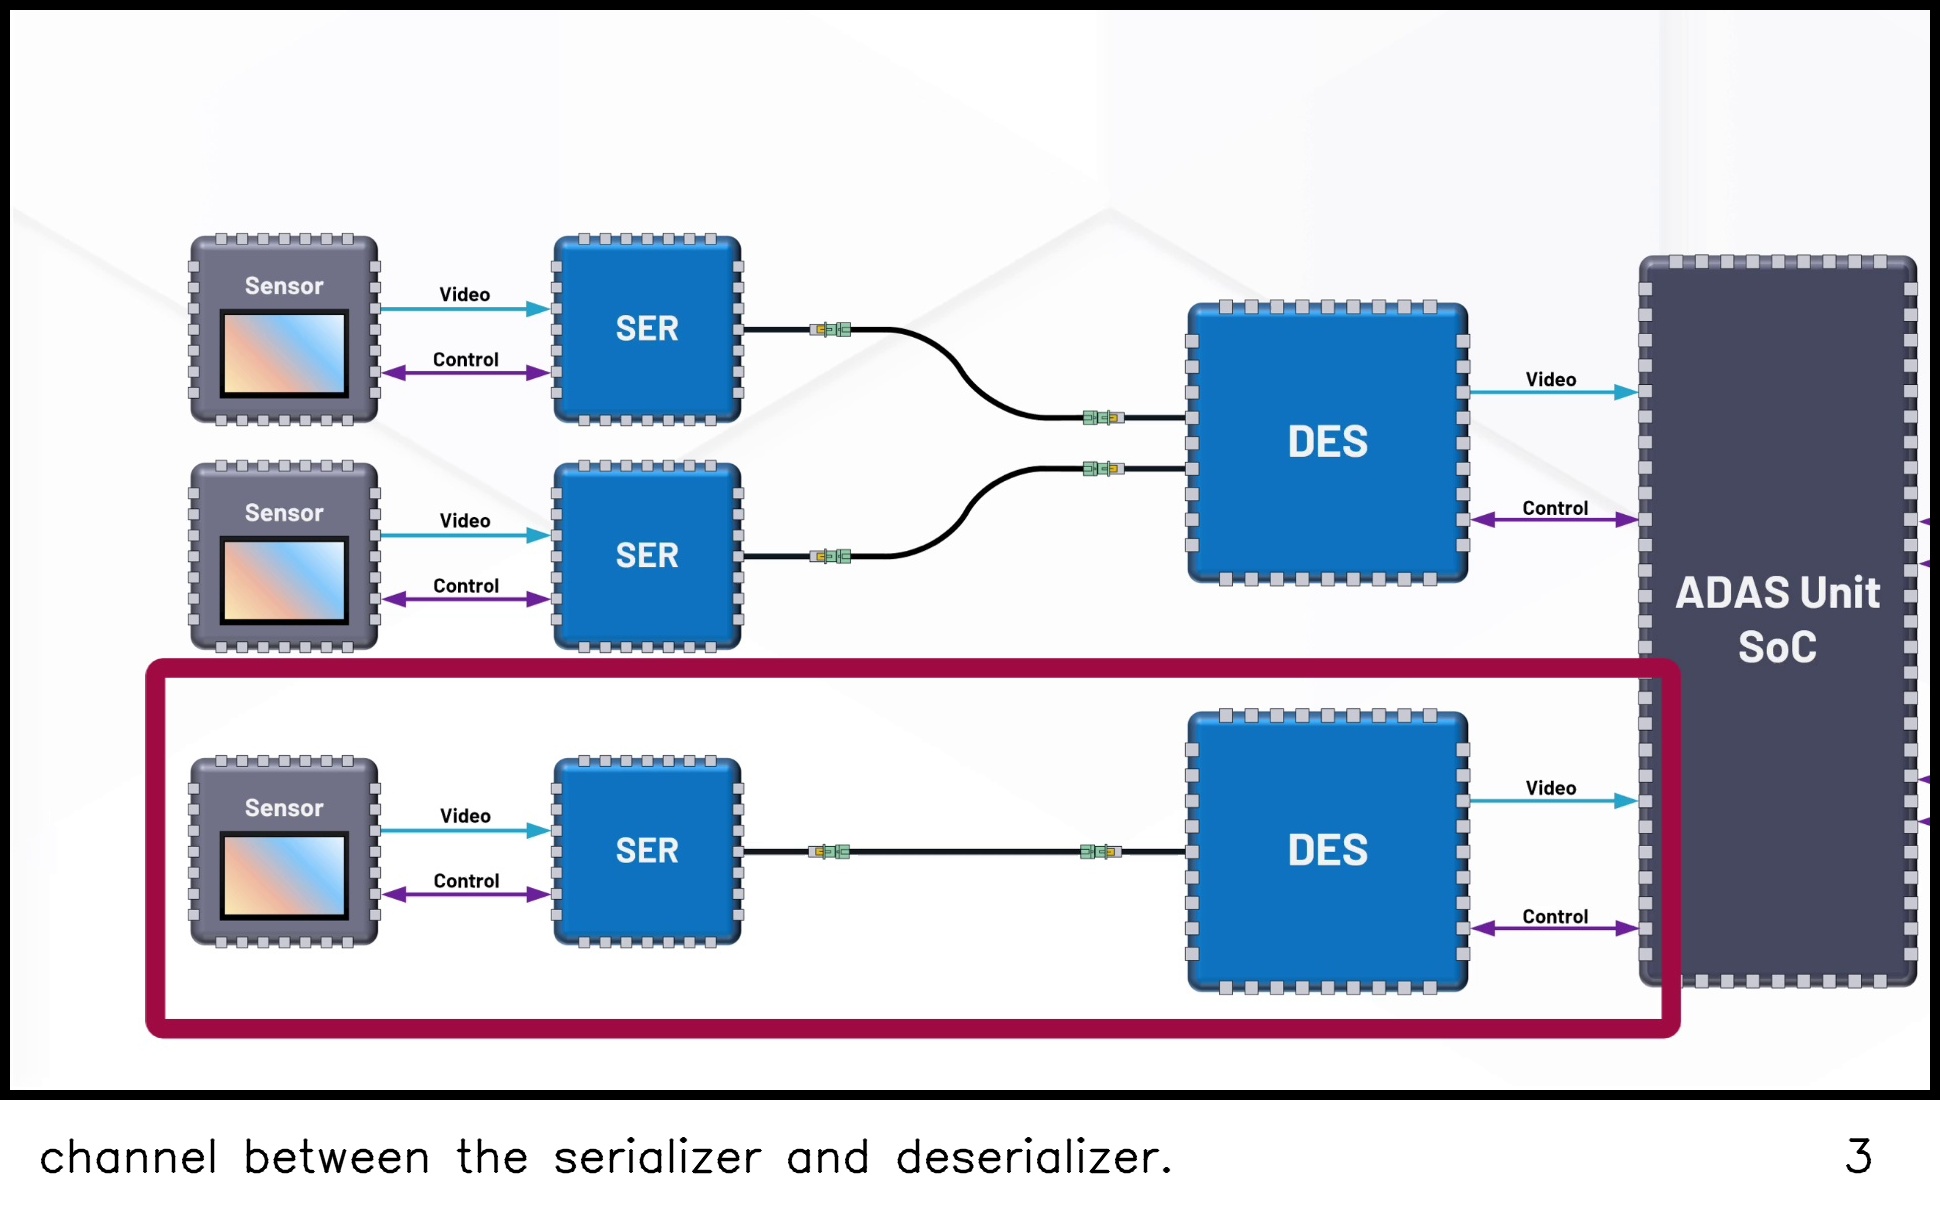 Sensor
Video
Control
SER
Sensor
Video
Control
SER
DES
Video
Control
ADAS Unit
SoC
Sensor
Video
Control
SER
DES
Video
Control
channel between the serializer and deserializer.
3